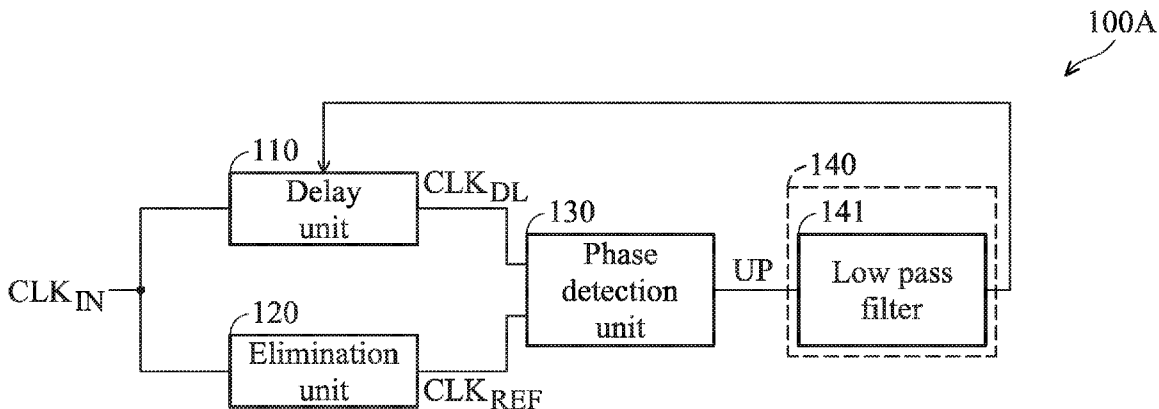 100A
110
Delay
unit
CLK_DL
130
Phase
detection
unit
140
141
Low pass
filter
UP
CLK_IN
120
Elimination
unit
CLK_REF